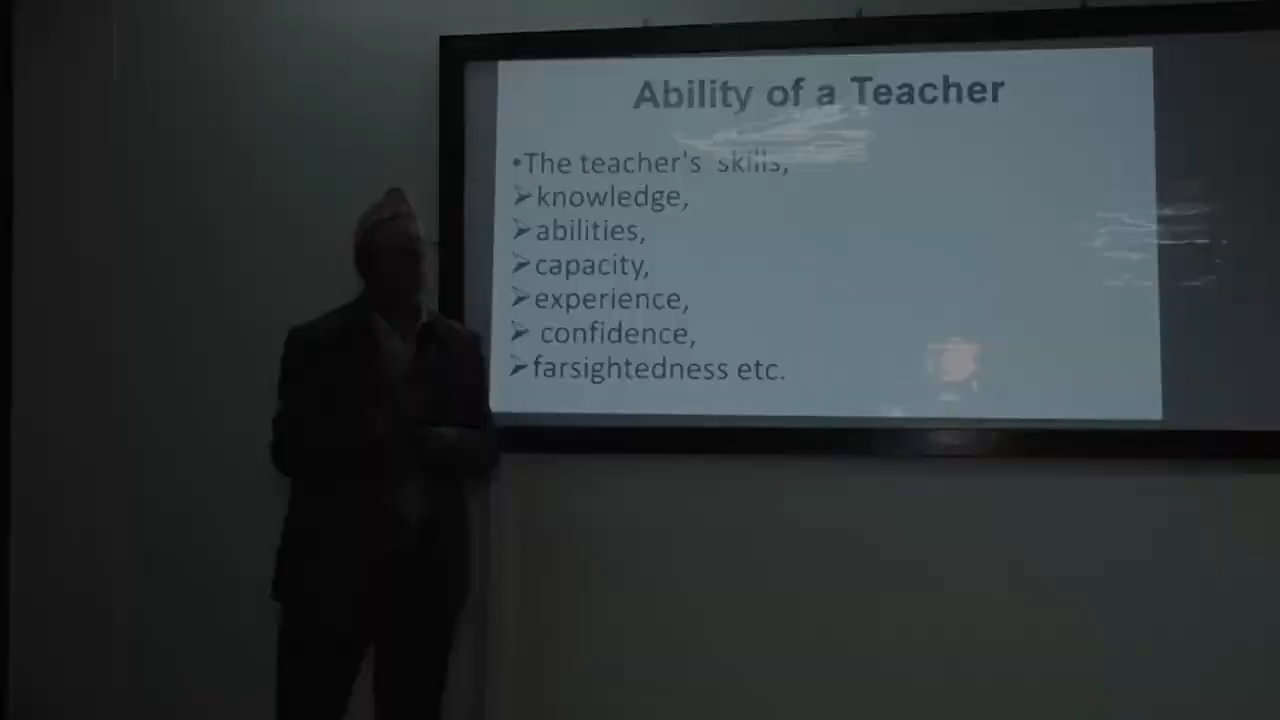 Ability of a Teacher
•The teacher's skills,
➢knowledge,
➢abilities,
➢capacity,
➢experience,
➢ confidence,
➢farsightedness etc.